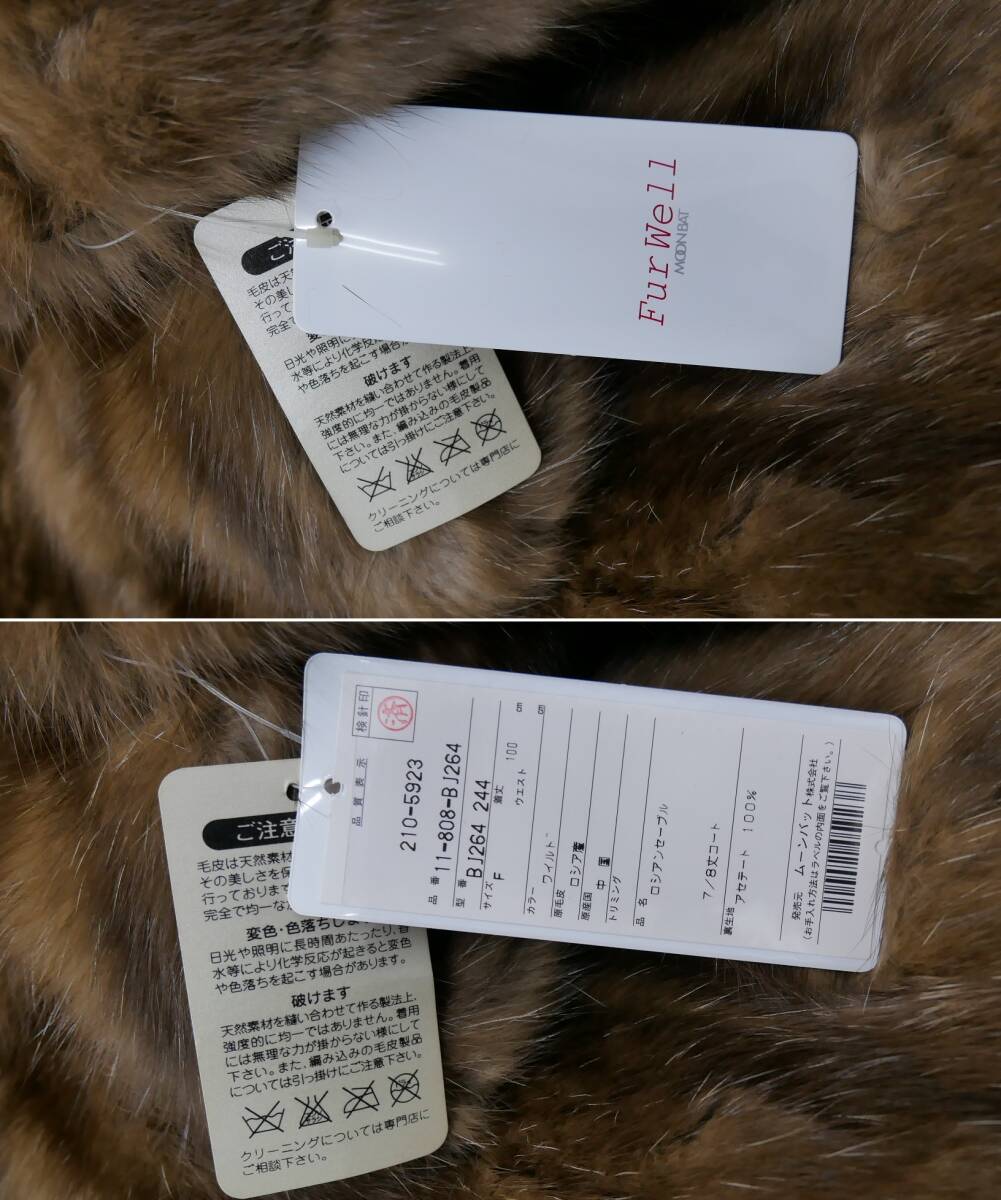 Fur Well
MOONBAT
毛皮は天
その美し
行って
完全で
日光や照明に
水等により化学反
や色落ちを起こす場合が
破けます
天然素材を縫い合わせて作る製法上、
強度的に均一ではありません。着用
には無理な力が掛からない様にして
下さい。また、編み込みの毛皮製品
については引っ掛けにご注意下さい。
クリーニングについては専門店に
ご相談下さい。
検針印
済
品質表示
210-5923
品番 11-808-BJ264
型番 BJ264 244
サイズ F 着丈 100 cm
ウエスト cm
カラー ワイルド
原毛皮 ロシア産
原産国 中国
トリミング
品名 ロシアンセーブル
7/8丈コート
裏生地 アセテート 100%
発売元 ムーンバット株式会社
(お手入れ方法はラベルの内面をご覧下さい。)
ご注意
毛皮は天然素材
その美しさを保
行っております
完全で均一な
変色・色落ちしま
日光や照明に長時間あたったり、香
水等により化学反応が起きると変色
や色落ちを起こす場合があります。
破けます
天然素材を縫い合わせて作る製法上、
強度的に均一ではありません。着用
には無理な力が掛からない様にして
下さい。また、編み込みの毛皮製品
については引っ掛けにご注意下さい。
クリーニングについては専門店に
ご相談下さい。